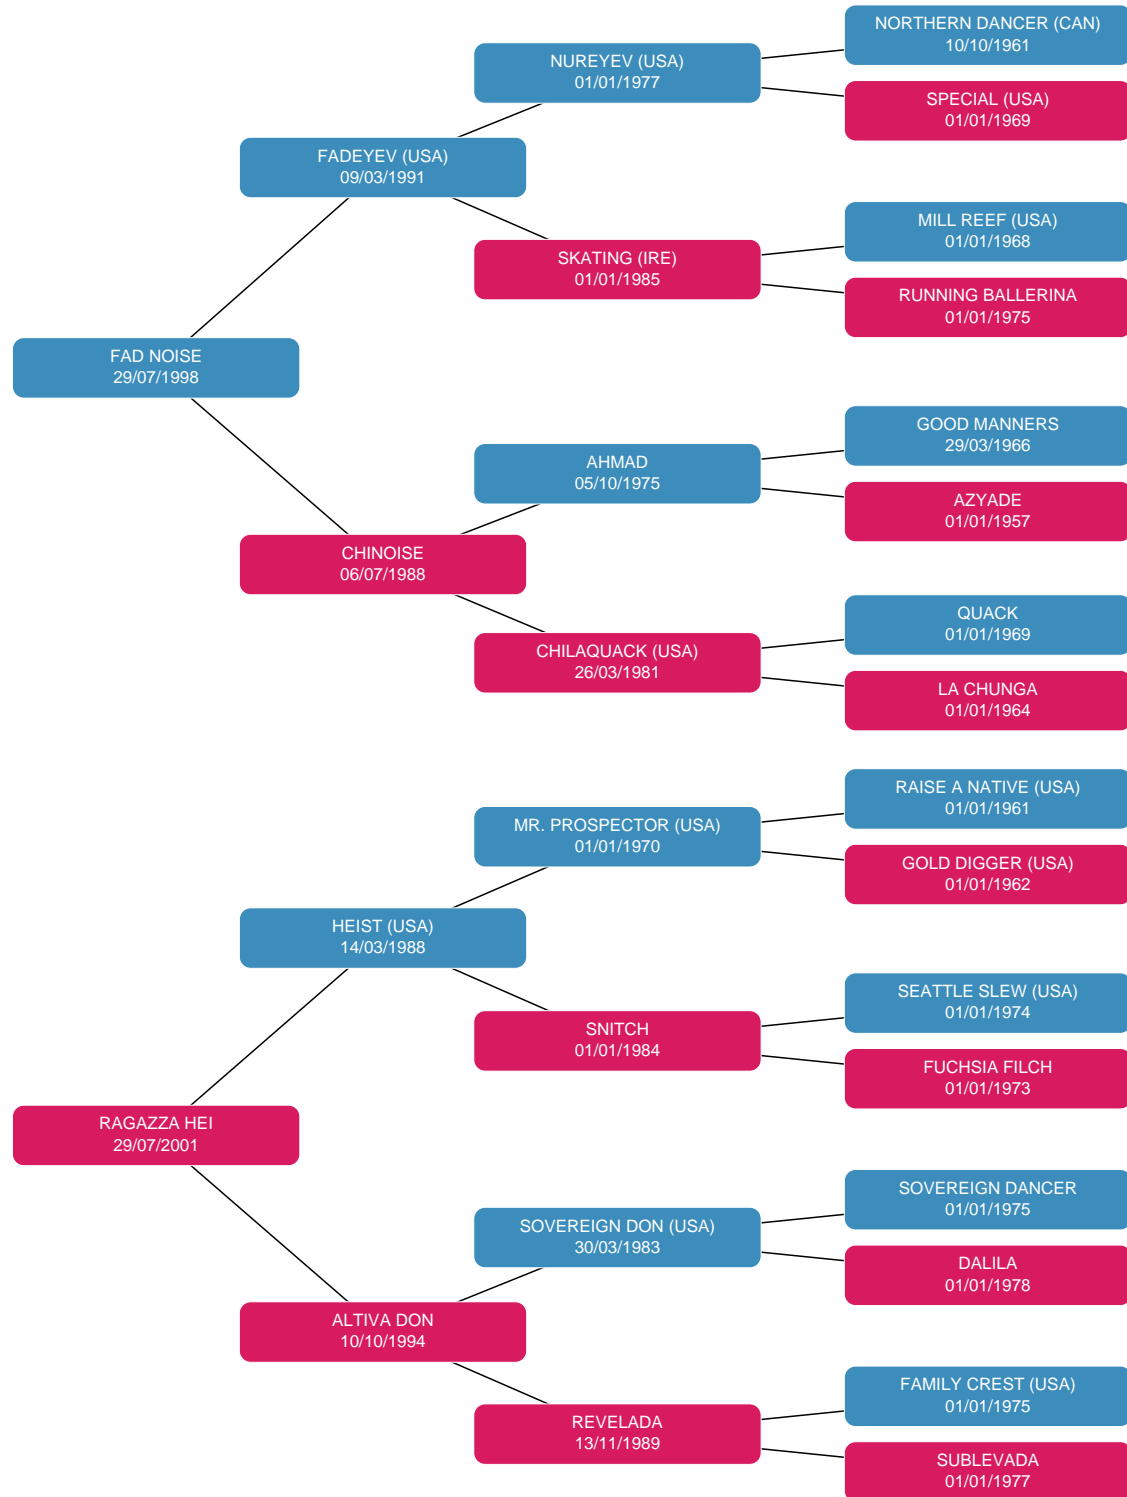 NORTHERN DANCER (CAN)
10/10/1961
NUREYEV (USA)
01/01/1977
SPECIAL (USA)
01/01/1969
FADEYEV (USA)
09/03/1991
MILL REEF (USA)
01/01/1968
SKATING (IRE)
01/01/1985
RUNNING BALLERINA
01/01/1975
FAD NOISE
29/07/1998
GOOD MANNERS
29/03/1966
AHMAD
05/10/1975
AZYADE
01/01/1957
CHINOISE
06/07/1988
QUACK
01/01/1969
CHILAQUACK (USA)
26/03/1981
LA CHUNGA
01/01/1964
RAISE A NATIVE (USA)
01/01/1961
MR. PROSPECTOR (USA)
01/01/1970
GOLD DIGGER (USA)
01/01/1962
HEIST (USA)
14/03/1988
SEATTLE SLEW (USA)
01/01/1974
SNITCH
01/01/1984
FUCHSIA FILCH
01/01/1973
RAGAZZA HEI
29/07/2001
SOVEREIGN DANCER
01/01/1975
SOVEREIGN DON (USA)
30/03/1983
DALILA
01/01/1978
ALTIVA DON
10/10/1994
FAMILY CREST (USA)
01/01/1975
REVELADA
13/11/1989
SUBLEVADA
01/01/1977